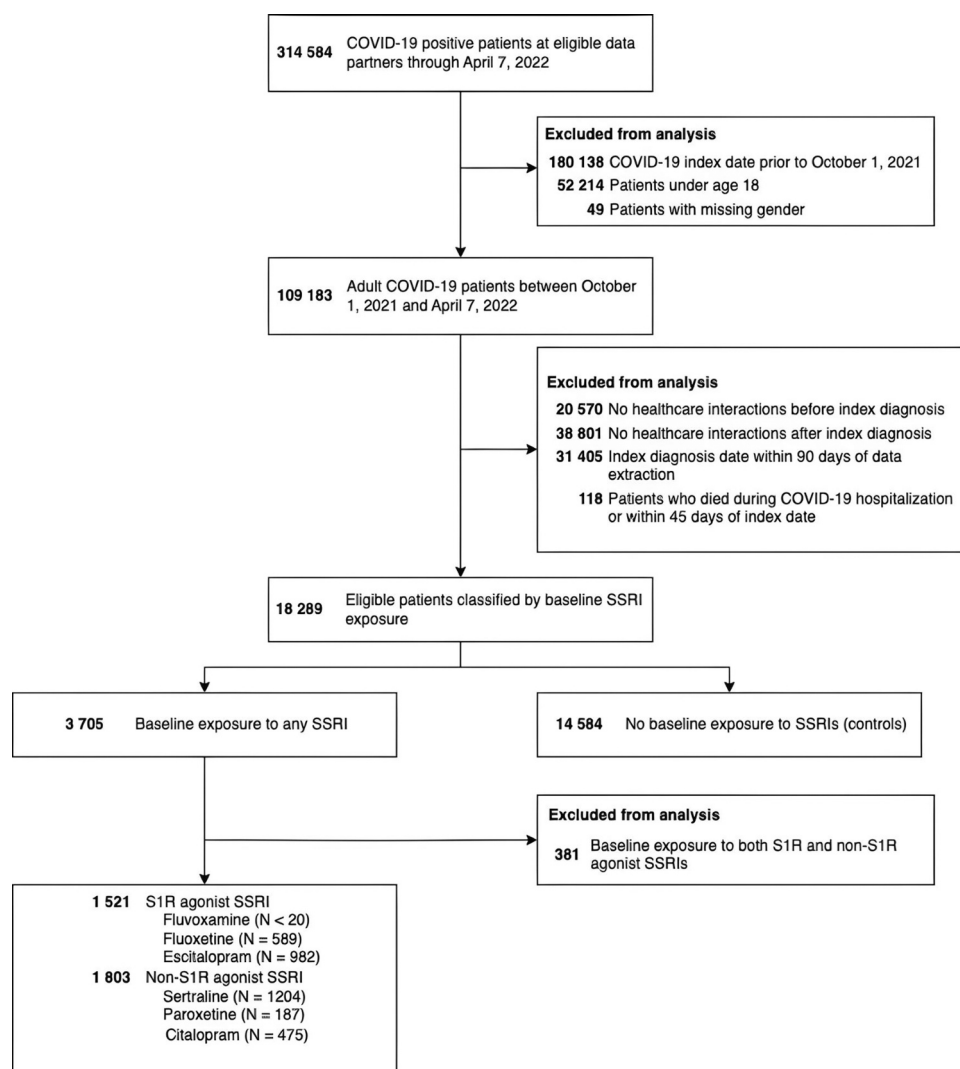 314 584 COVID-19 positive patients at eligible data
partners through April 7, 2022
Excluded from analysis
180 138 COVID-19 index date prior to October 1, 2021
52 214 Patients under age 18
49 Patients with missing gender
109 183 Adult COVID-19 patients between October
1, 2021 and April 7, 2022
Excluded from analysis
20 570 No healthcare interactions before index diagnosis
38 801 No healthcare interactions after index diagnosis
31 405 Index diagnosis date within 90 days of data
extraction
118 Patients who died during COVID-19 hospitalization
or within 45 days of index date
18 289 Eligible patients classified by baseline SSRI
exposure
3 705 Baseline exposure to any SSRI
14 584 No baseline exposure to SSRIs (controls)
Excluded from analysis
381 Baseline exposure to both S1R and non-S1R
agonist SSRIs
1 521 S1R agonist SSRI
Fluvoxamine (N < 20)
Fluoxetine (N = 589)
Escitalopram (N = 982)
1 803 Non-S1R agonist SSRI
Sertraline (N = 1204)
Paroxetine (N = 187)
Citalopram (N = 475)